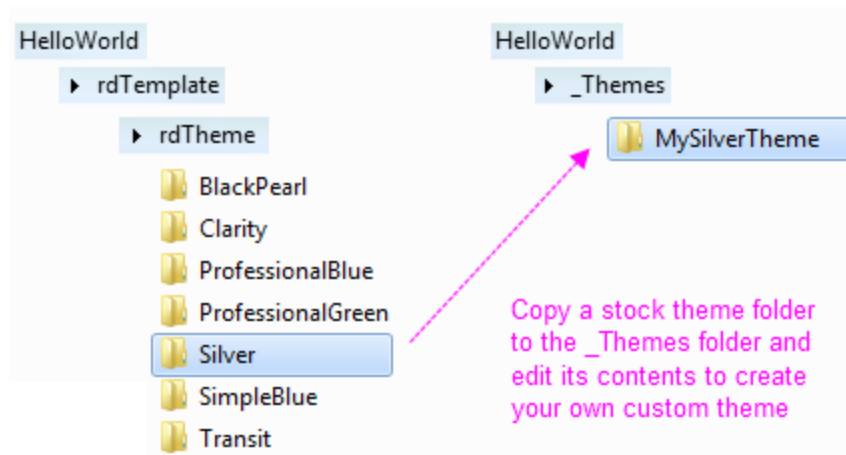 HelloWorld
rdTemplate
rdTheme
BlackPearl
Clarity
ProfessionalBlue
ProfessionalGreen
Silver
SimpleBlue
Transit
HelloWorld
_Themes
MySilverTheme
Copy a stock theme folder
to the _Themes folder and
edit its contents to create
your own custom theme